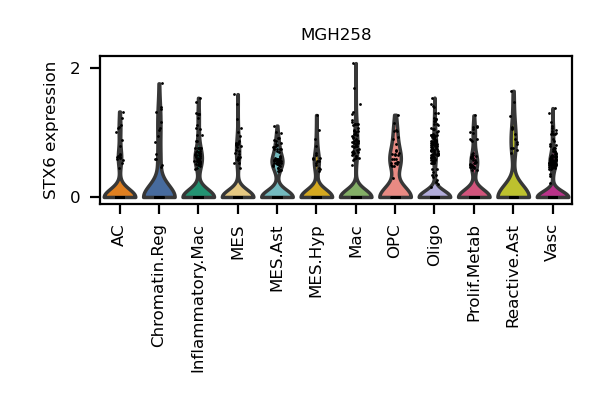 MGH258
STX6 expression
2
0
AC
Chromatin.Reg
Inflammatory.Mac
MES
MES.Ast
MES.Hyp
Mac
OPC
Oligo
Prolif.Metab
Reactive.Ast
Vasc